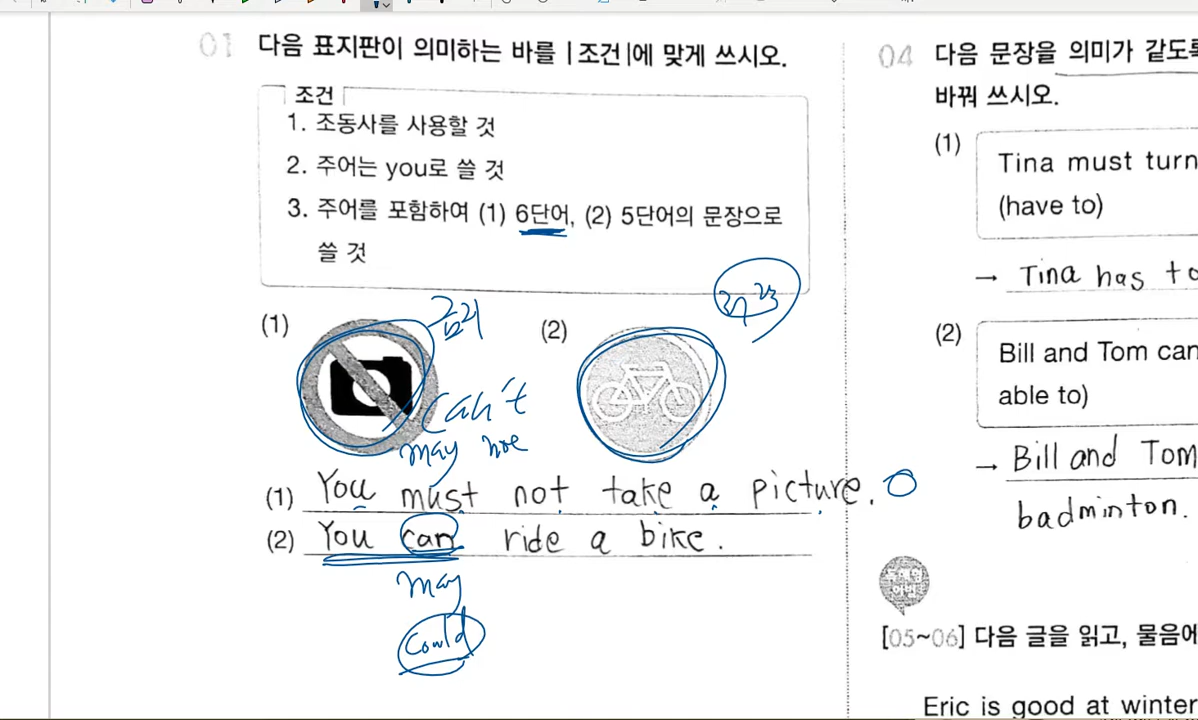 01 다음 표지판이 의미하는 바를 |조건|에 맞게 쓰시오.
조건
1. 조동사를 사용할 것
2. 주어는 you로 쓸 것
3. 주어를 포함하여 (1) 6단어, (2) 5단어의 문장으로
쓸 것
(1)
금지
can't
may not
(2)
허락
(1) You must not take a picture.
(2) You can ride a bike.
may
could
04 다음 문장을 의미가 같도록
바꿔 쓰시오.
(1)
Tina must turn
(have to)
→ Tina has to
(2)
Bill and Tom can
able to)
→ Bill and Tom
badminton.
[05~06] 다음 글을 읽고, 물음에
Eric is good at winter